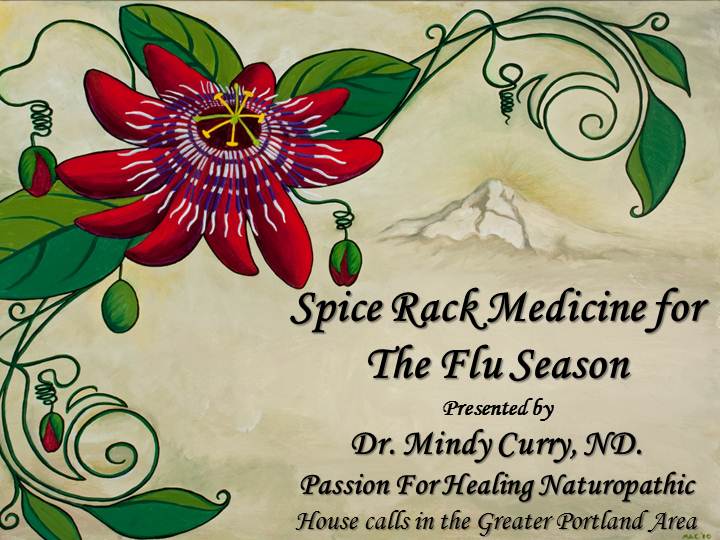 Spice Rack Medicine for
The Flu Season
Presented by
Dr. Mindy Curry, ND.
Passion For Healing Naturopathic
House calls in the Greater Portland Area